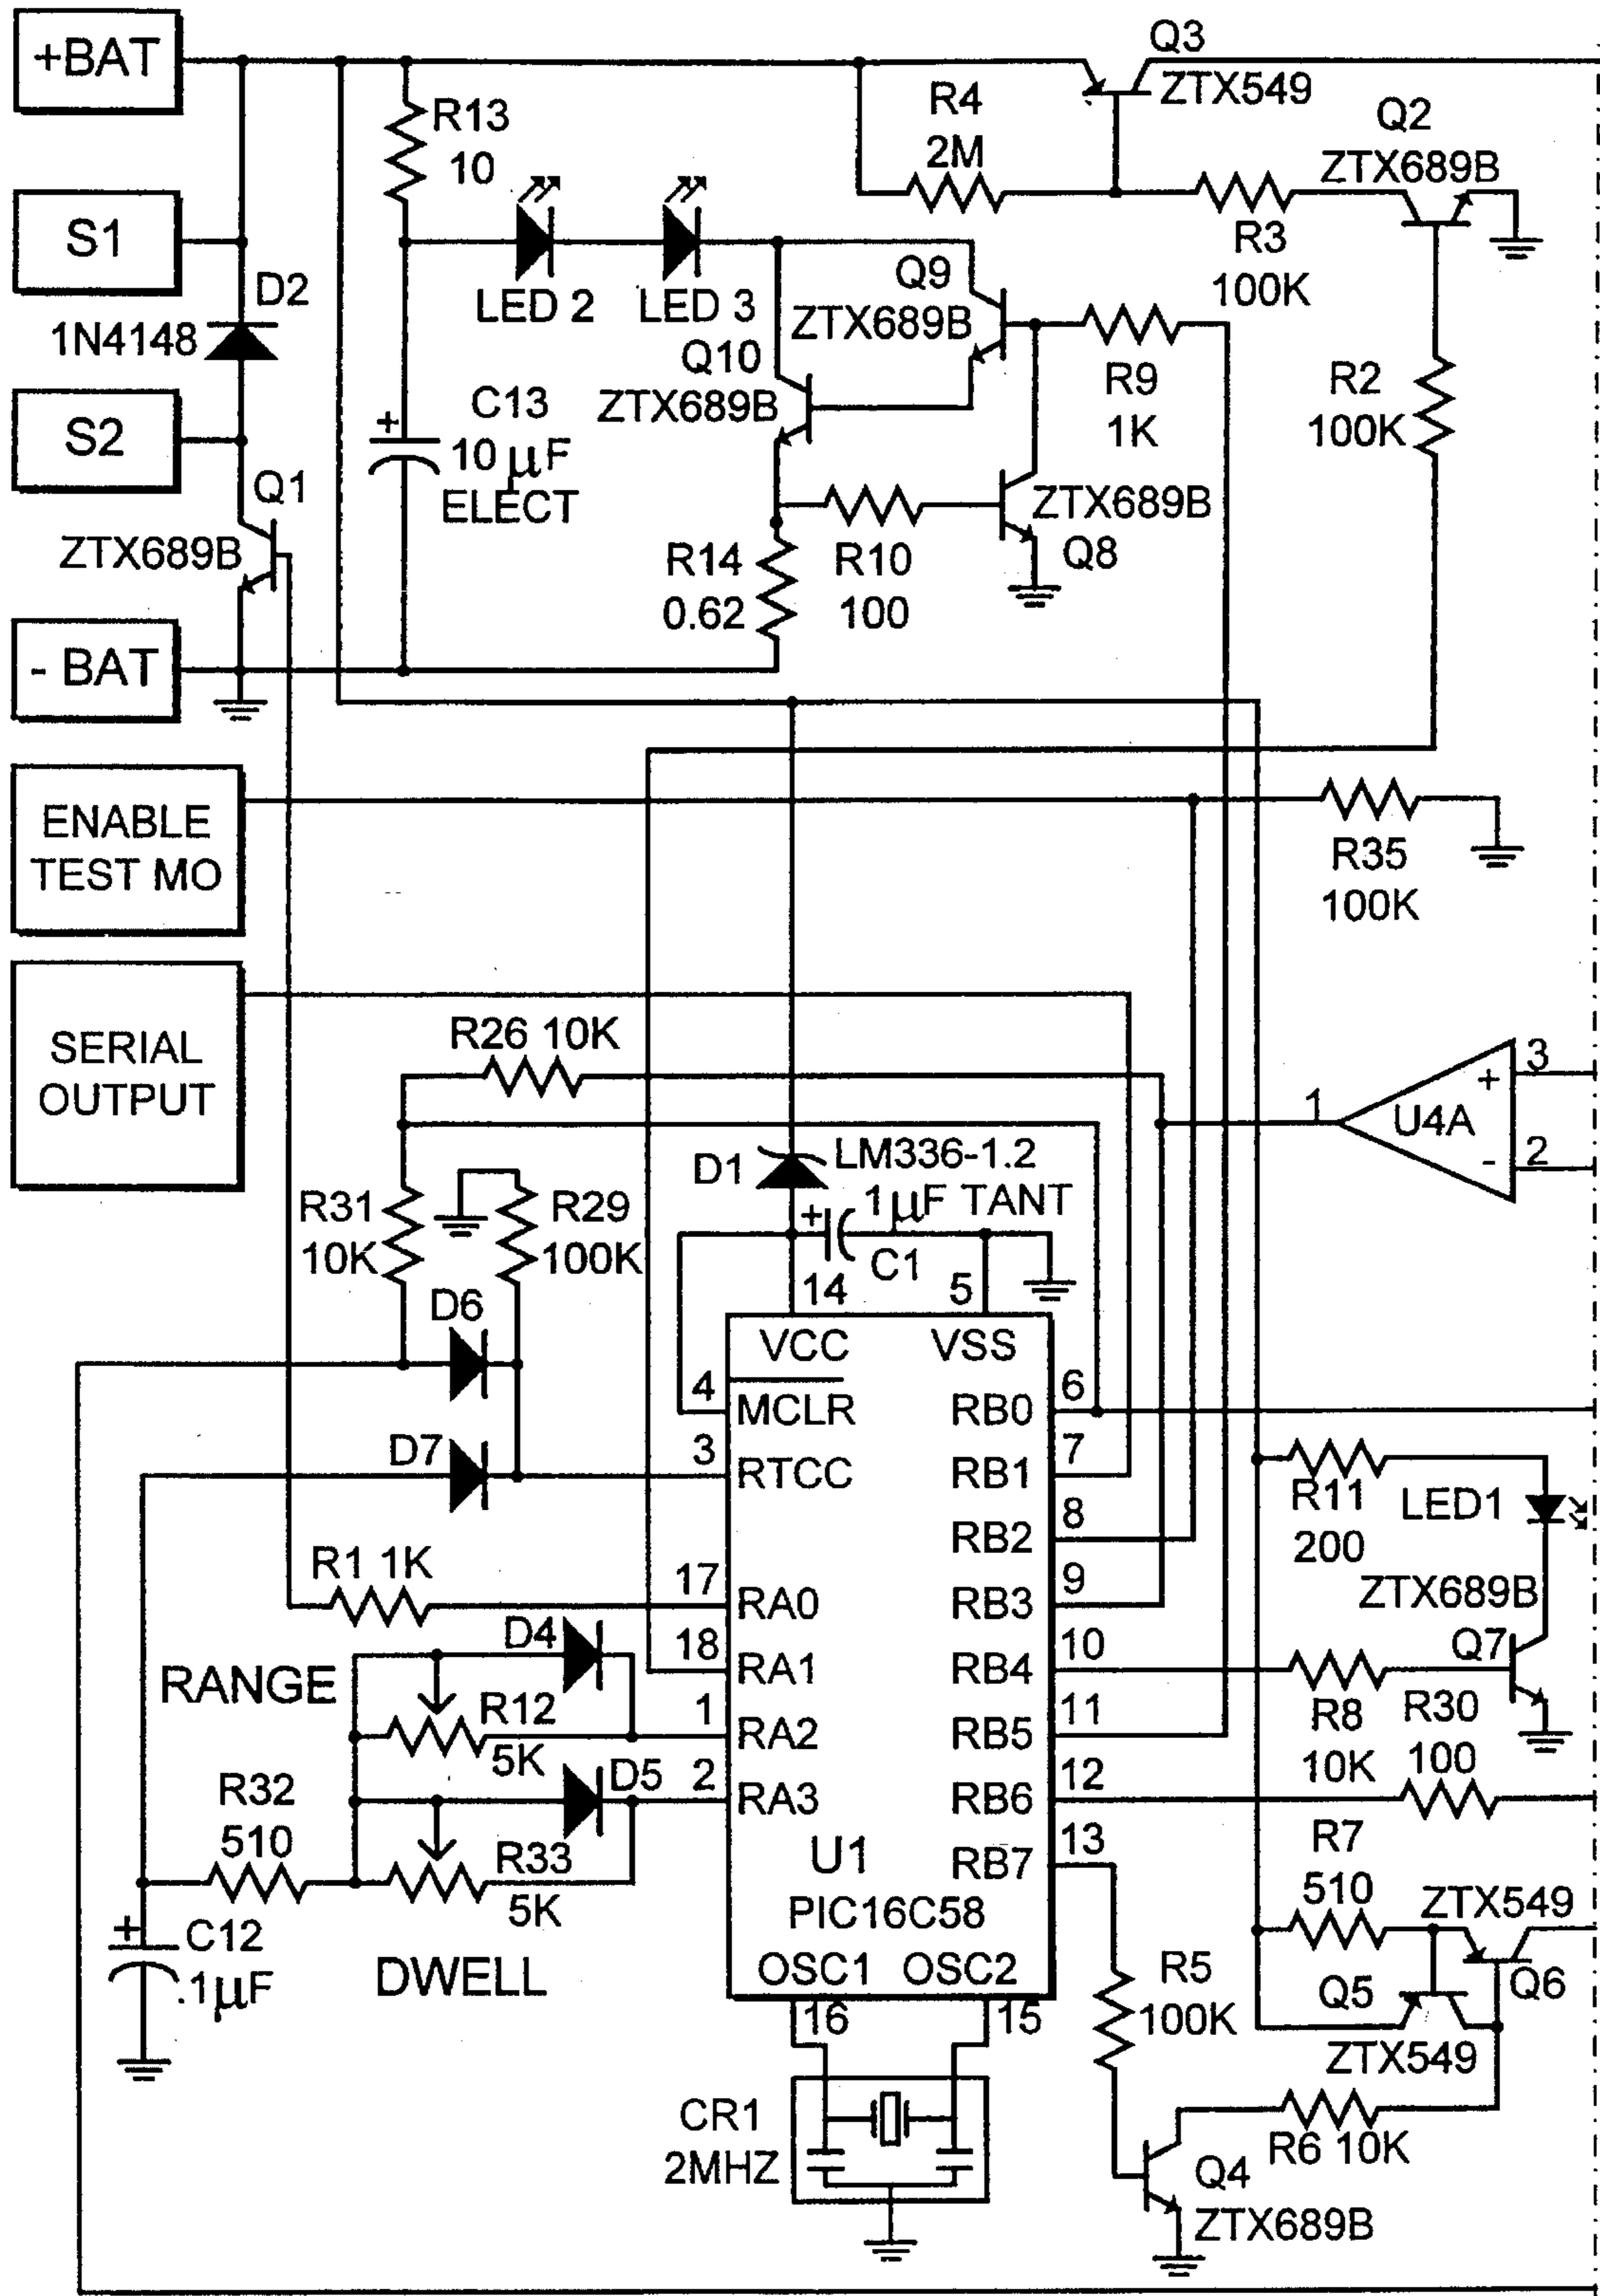 +BAT
Q3
ZTX549
R4
2M
Q2
ZTX689B
R13
10
S1
R3
100K
D2
LED 2
LED 3
Q9
ZTX689B
1N4148
Q10
ZTX689B
R9
1K
R2
100K
S2
C13
10 µF
ELECT
Q1
ZTX689B
+
ZTX689B
Q8
R14
0.62
R10
100
- BAT
ENABLE
TEST MO
R35
100K
SERIAL
OUTPUT
R26 10K
1
U4A
+
-
3
2
D1
LM336-1.2
1µF TANT
+
C1
R31
10K
R29
100K
14
5
D6
VCC
VSS
4
MCLR
RB0
6
D7
3
RTCC
RB1
7
R11
200
LED1
RB2
8
R1 1K
17
RA0
RB3
9
ZTX689B
D4
18
RA1
RB4
10
Q7
RANGE
R12
5K
1
RA2
RB5
11
R8
10K
R30
100
D5
2
RA3
RB6
12
R32
510
R33
5K
U1
PIC16C58
RB7
13
R7
510
ZTX549
+
C12
.1µF
DWELL
OSC1
OSC2
16
15
R5
100K
Q5
Q6
ZTX549
CR1
2MHZ
R6 10K
Q4
ZTX689B